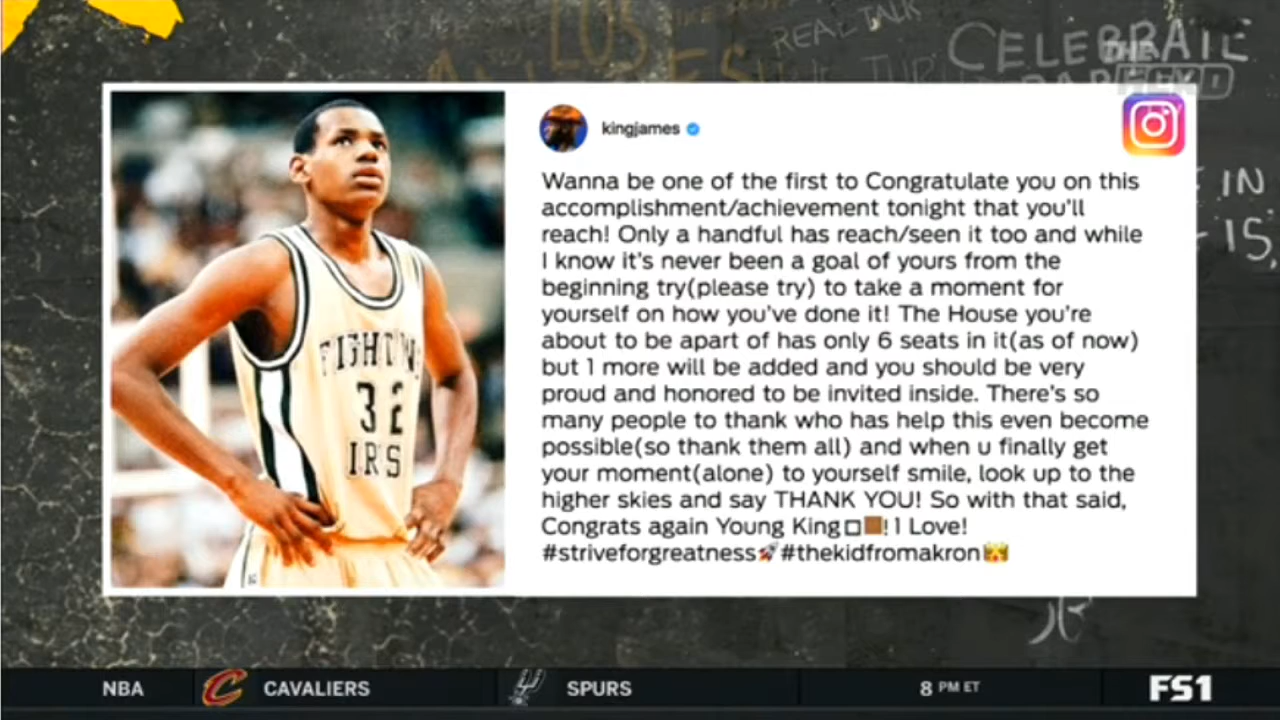 REAL TALK
CELEBRATE
THE
HERD
kingjames
Wanna be one of the first to Congratulate you on this
accomplishment/achievement tonight that you'll
reach! Only a handful has reach/seen it too and while
I know it's never been a goal of yours from the
beginning try(please try) to take a moment for
yourself on how you've done it! The House you're
about to be apart of has only 6 seats in it(as of now)
but 1 more will be added and you should be very
proud and honored to be invited inside. There's so
many people to thank who has help this even become
possible(so thank them all) and when u finally get
your moment(alone) to yourself smile, look up to the
higher skies and say THANK YOU! So with that said,
Congrats again Young King! 1 Love!
#striveforgreatness🚀#thekidfromakron
32
IRS
IN
IS,
NBA CAVALIERS SPURS 8 PM ET FS1